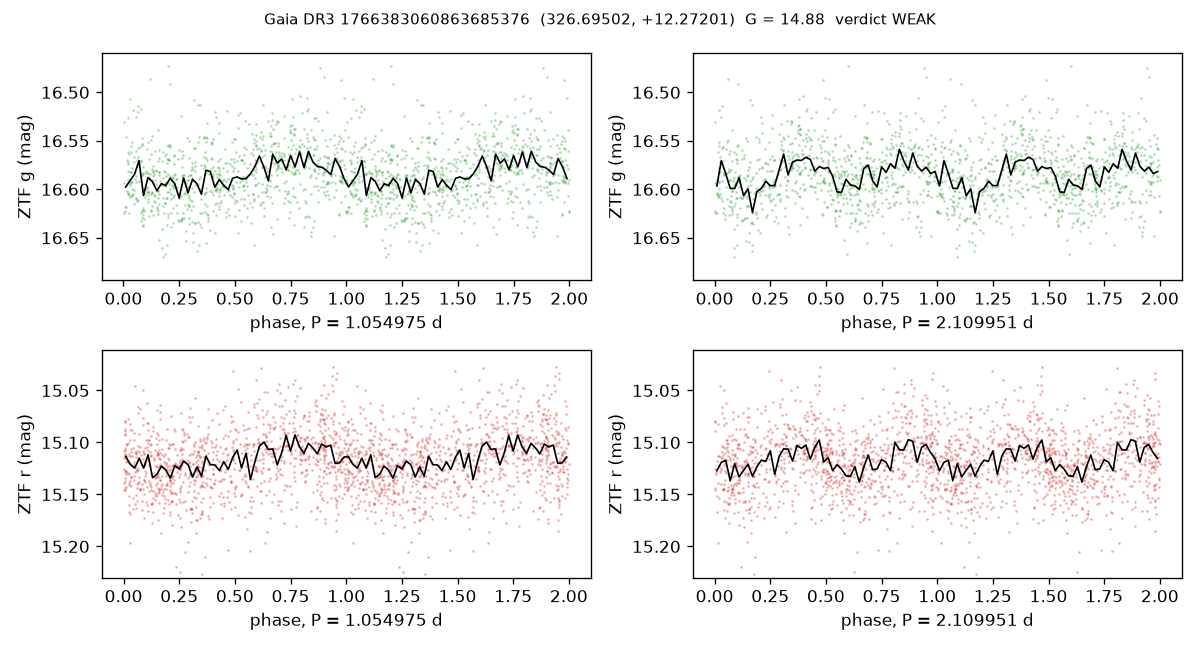 Gaia DR3 1766383060863685376 (326.69502, +12.27201) G = 14.88 verdict WEAK
ZTF g (mag)
16.50
16.55
16.60
16.65
0.00 0.25 0.50 0.75 1.00 1.25 1.50 1.75 2.00
phase, P = 1.054975 d
ZTF g (mag)
16.50
16.55
16.60
16.65
0.00 0.25 0.50 0.75 1.00 1.25 1.50 1.75 2.00
phase, P = 2.109951 d
ZTF r (mag)
15.05
15.10
15.15
15.20
0.00 0.25 0.50 0.75 1.00 1.25 1.50 1.75 2.00
phase, P = 1.054975 d
ZTF r (mag)
15.05
15.10
15.15
15.20
0.00 0.25 0.50 0.75 1.00 1.25 1.50 1.75 2.00
phase, P = 2.109951 d